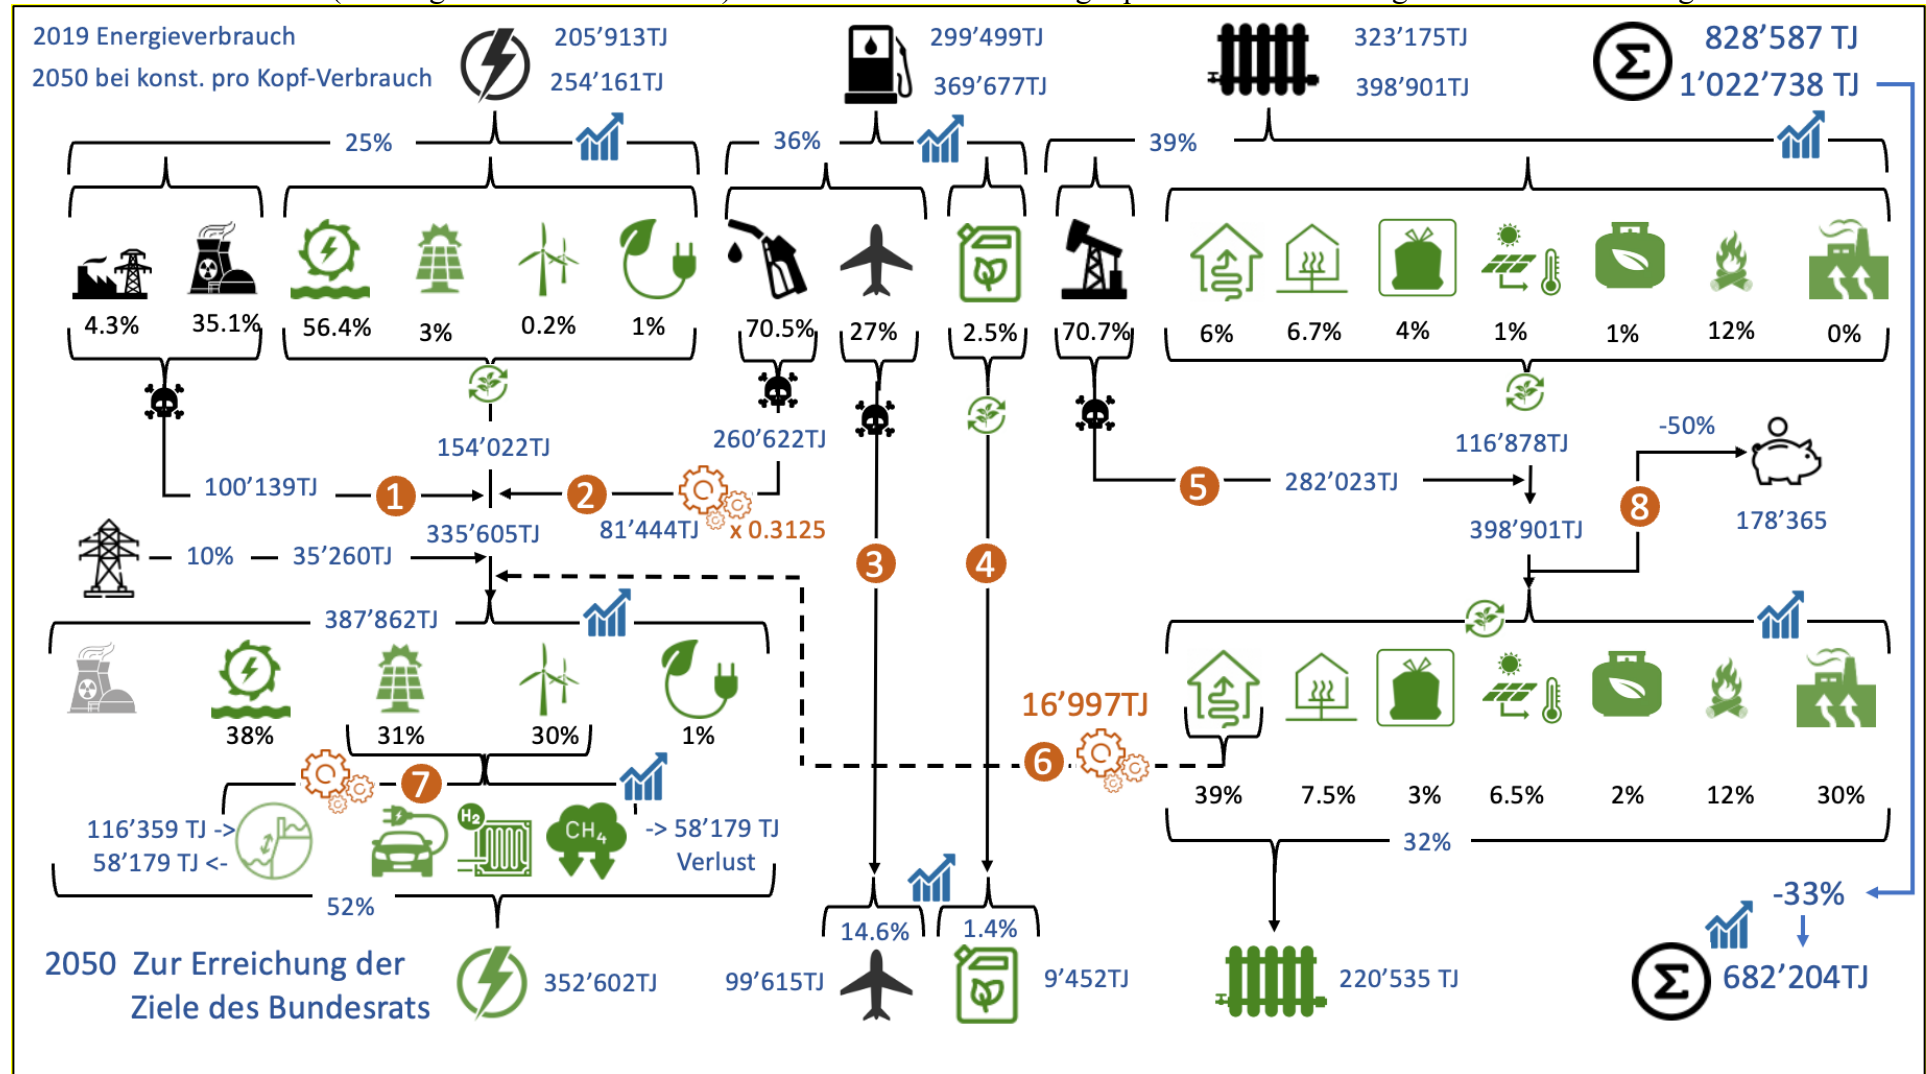 2019 Energieverbrauch
205’913TJ
299’499TJ
323’175TJ
828’587 TJ
2050 bei konst. pro Kopf-Verbrauch
254’161TJ
369’677TJ
398’901TJ
1’022’738 TJ
Σ
25%
36%
39%
4.3%
35.1%
56.4%
3%
0.2%
1%
70.5%
27%
2.5%
70.7%
6%
6.7%
4%
1%
1%
12%
0%
154’022TJ
260’622TJ
116’878TJ
-50%
100’139TJ
1
2
5
282’023TJ
8
178’365
335’605TJ
81’444TJ
x 0.3125
398’901TJ
10%
35’260TJ
3
4
387’862TJ
38%
31%
30%
1%
16’997TJ
6
7
39%
7.5%
3%
6.5%
2%
12%
30%
116’359 TJ ->
58’179 TJ <-
H2
CH4
-> 58’179 TJ
Verlust
32%
52%
-33%
14.6%
1.4%
2050 Zur Erreichung der
Ziele des Bundesrats
352’602TJ
99’615TJ
9’452TJ
220’535 TJ
Σ
682’204TJ